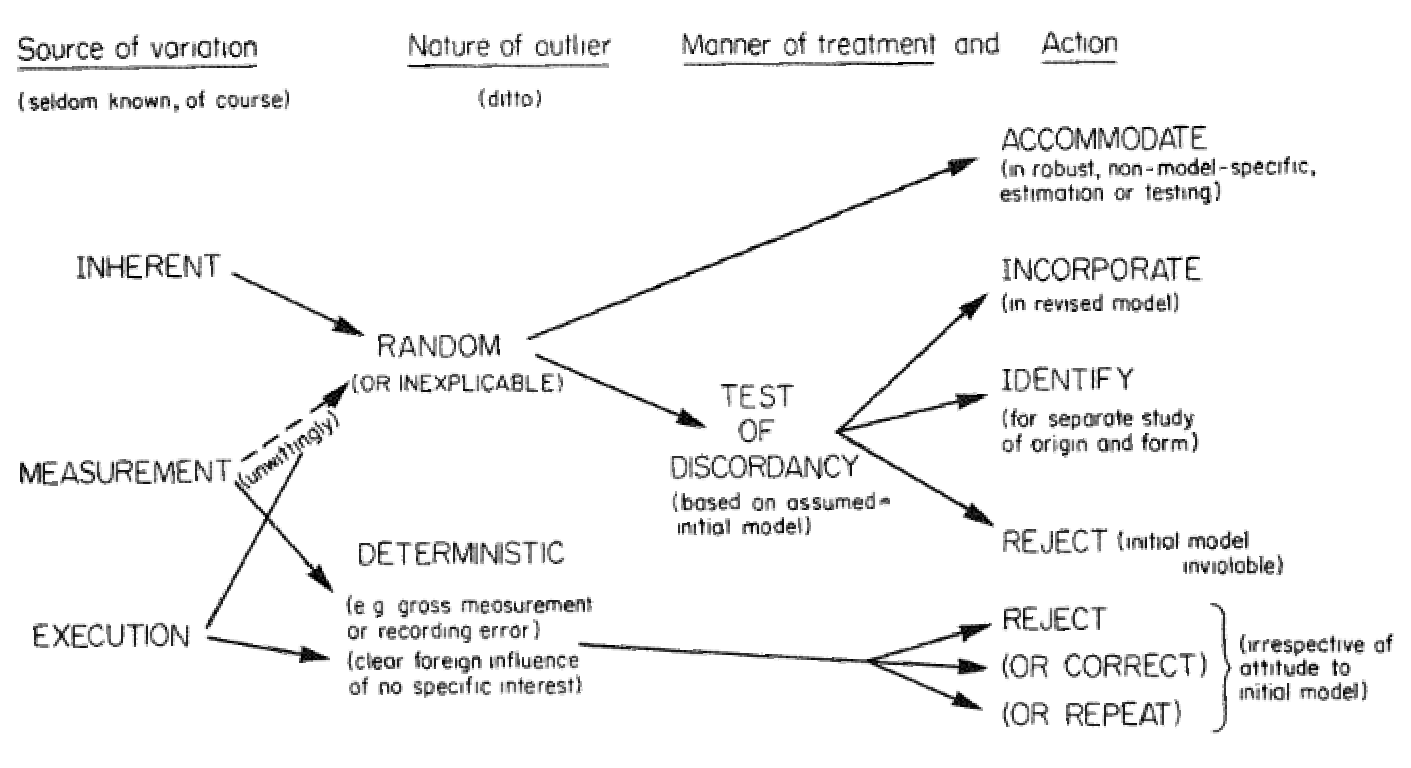 Source of variation
Nature of outlier
Manner of treatment and Action
(seldom known, of course)
(ditto)
ACCOMMODATE
(in robust, non-model-specific,
estimation or testing)
INHERENT
INCORPORATE
(in revised model)
RANDOM
(OR INEXPLICABLE)
IDENTIFY
(for separate study
of origin and form)
TEST
OF
DISCORDANCY
(based on assumed-
initial model)
MEASUREMENT
(unwittingly)
REJECT (initial model
inviolable)
DETERMINISTIC
(e g gross measurement
or recording error)
(clear foreign influence
of no specific interest)
EXECUTION
REJECT
(OR CORRECT)
(OR REPEAT)
(irrespective of
attitude to
initial model)